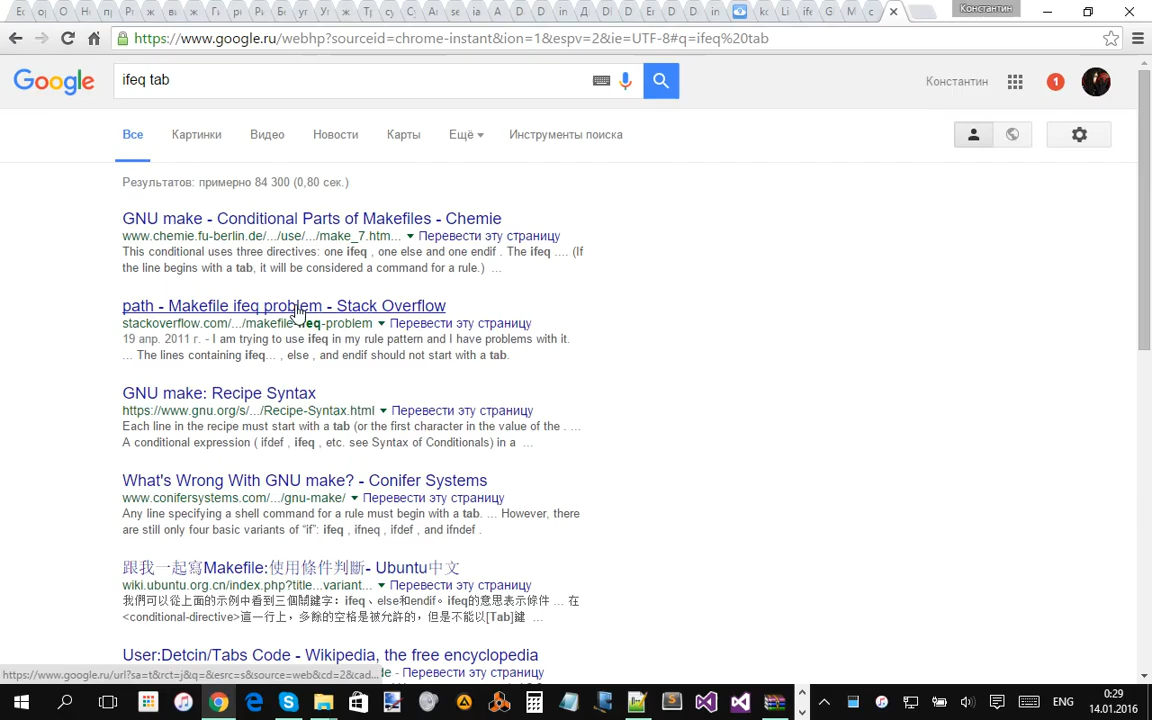 Константин
https://www.google.ru/webhp?sourceid=chrome-instant&ion=1&espv=2&ie=UTF-8#q=ifeq%20tab
Google
ifeq tab
Константин
1
Все Картинки Видео Новости Карты Ещё Инструменты поиска
Результатов: примерно 84 300 (0,80 сек.)
GNU make - Conditional Parts of Makefiles - Chemie
www.chemie.fu-berlin.de/.../use/.../make_7.htm... Перевести эту страницу
This conditional uses three directives: one ifeq , one else and one endif . The ifeq .... (If
the line begins with a tab, it will be considered a command for a rule.) ...
path - Makefile ifeq problem - Stack Overflow
stackoverflow.com/.../makefile-ifeq-problem Перевести эту страницу
19 апр. 2011 г. - I am trying to use ifeq in my rule pattern and I have problems with it.
... The lines containing ifeq... , else , and endif should not start with a tab.
GNU make: Recipe Syntax
https://www.gnu.org/s/.../Recipe-Syntax.html Перевести эту страницу
Each line in the recipe must start with a tab (or the first character in the value of the . ...
A conditional expression ( ifdef , ifeq , etc. see Syntax of Conditionals) in a ...
What's Wrong With GNU make? - Conifer Systems
www.conifersystems.com/.../gnu-make/ Перевести эту страницу
Any line specifying a shell command for a rule must begin with a tab. ... However, there
are still only four basic variants of “if”: ifeq , ifneq , ifdef , and ifndef .
跟我一起寫Makefile:使用條件判斷- Ubuntu中文
wiki.ubuntu.org.cn/index.php?title...variant... Перевести эту страницу
我們可以從上面的示例中看到三個關鍵字：ifeq、else和endif。ifeq的意思表示條件 ... 在
<conditional-directive>這一行上，多餘的空格是被允許的，但是不能以[Tab]鍵 ...
User:Detcin/Tabs Code - Wikipedia, the free encyclopedia
de - Перевести эту страницу
https://www.google.ru/url?sa=t&rct=j&q=&esrc=s&source=web&cd=2&cad...
ENG
0:29
14.01.2016